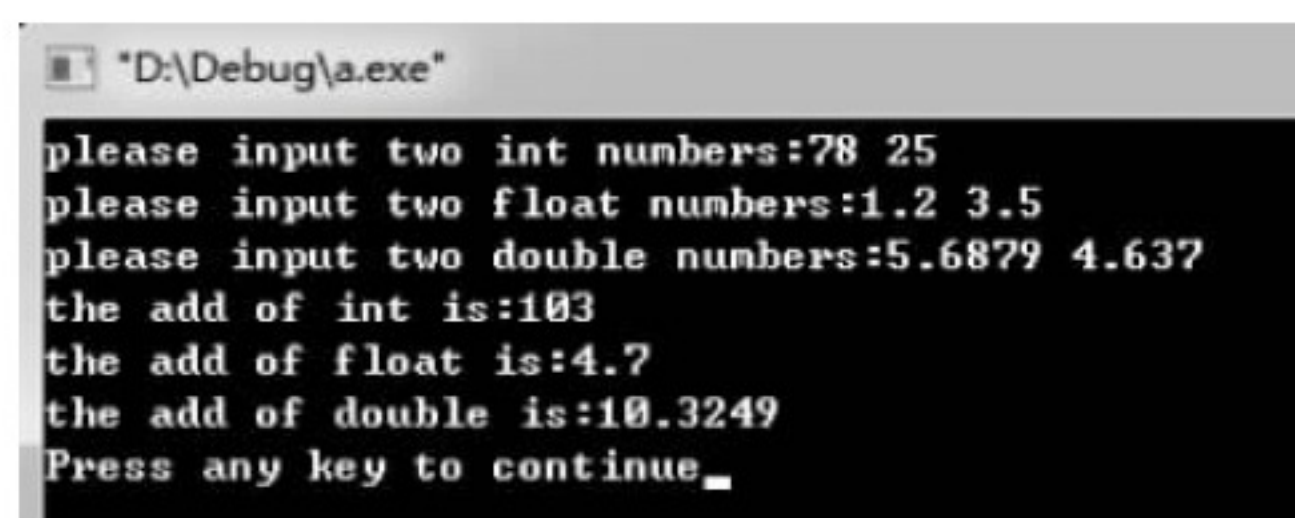 "D:\Debug\a.exe"
please input two int numbers:78 25
please input two float numbers:1.2 3.5
please input two double numbers:5.6879 4.637
the add of int is:103
the add of float is:4.7
the add of double is:10.3249
Press any key to continue